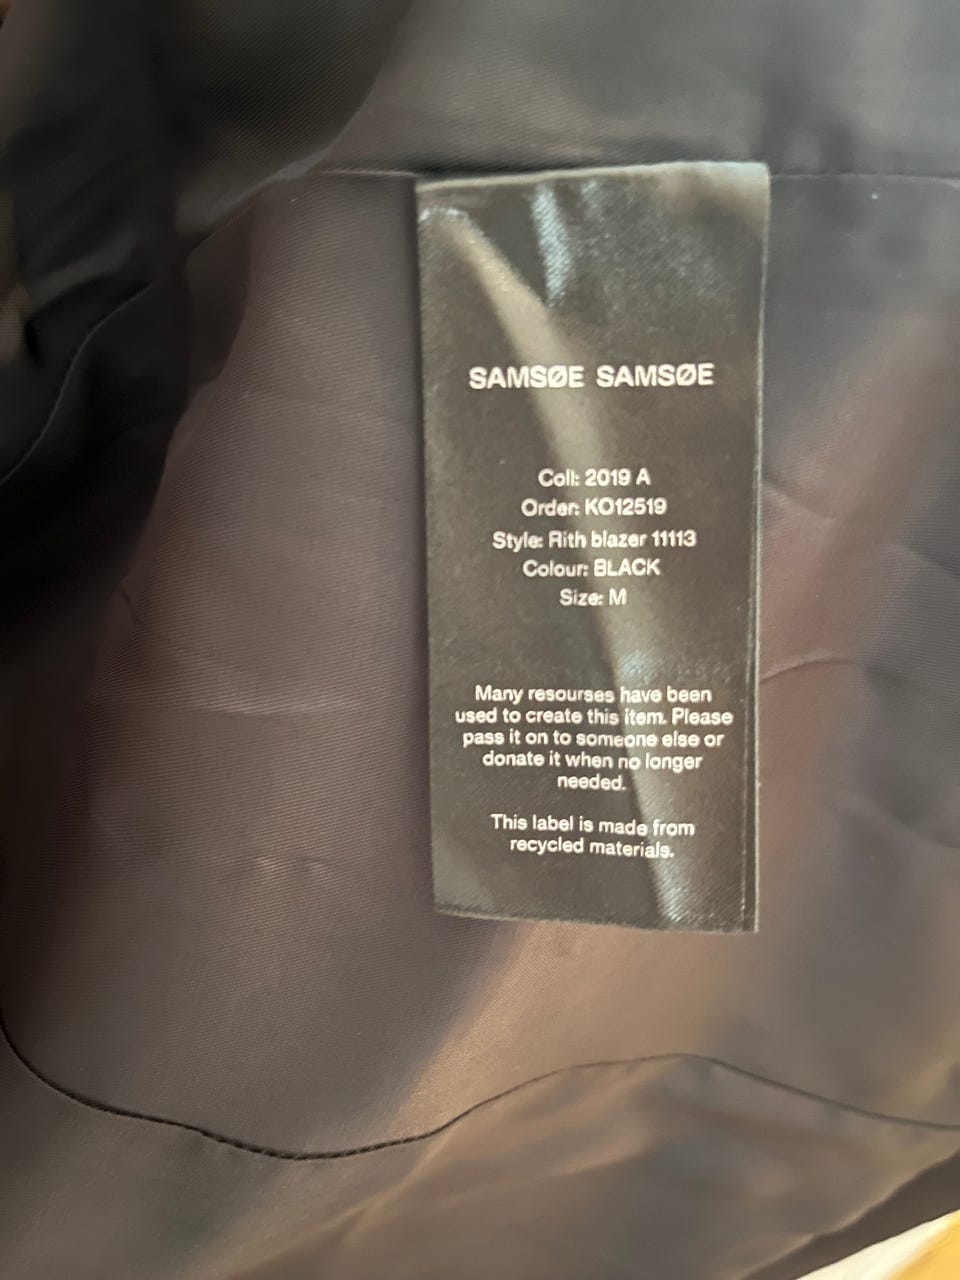 SAMSØE SAMSØE
Coll: 2019 A
Order: KO12519
Style: Rith blazer 11113
Colour: BLACK
Size: M
Many resourses have been
used to create this item. Please
pass it on to someone else or
donate it when no longer
needed.
This label is made from
recycled materials.